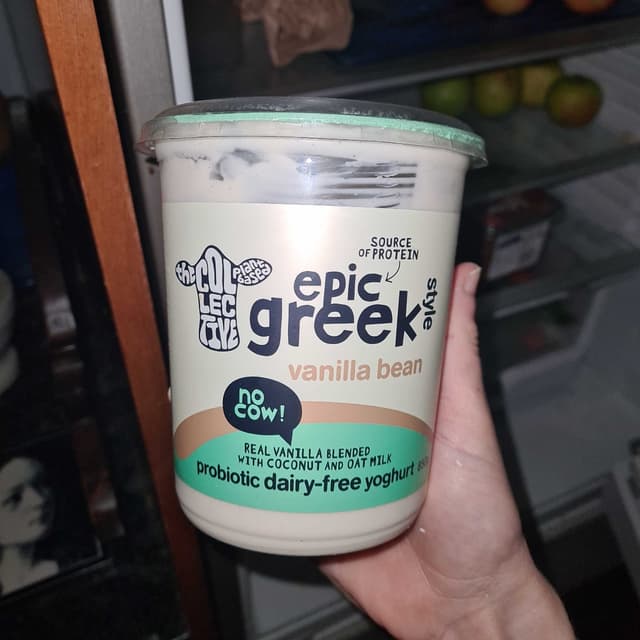 the
COL
LEC
TIVE
plant
based
SOURCE
OF PROTEIN
epic
greek
style
vanilla bean
no
cow!
REAL VANILLA BLENDED
WITH COCONUT AND OAT MILK
probiotic dairy-free yoghurt